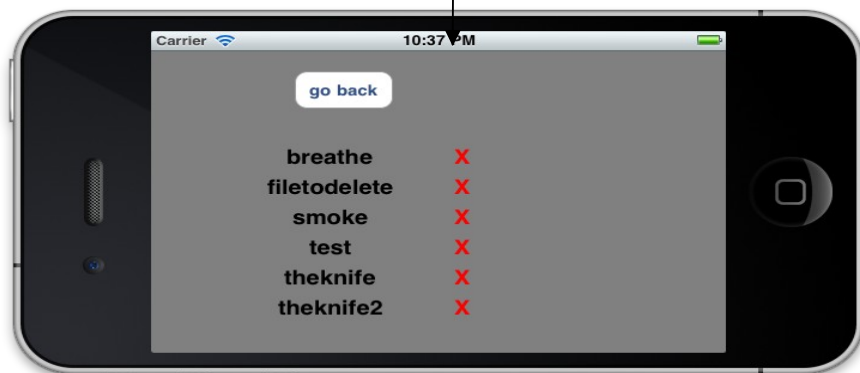 Carrier 10:37 PM
go back
breathe X
filetodelete X
smoke X
test X
theknife X
theknife2 X